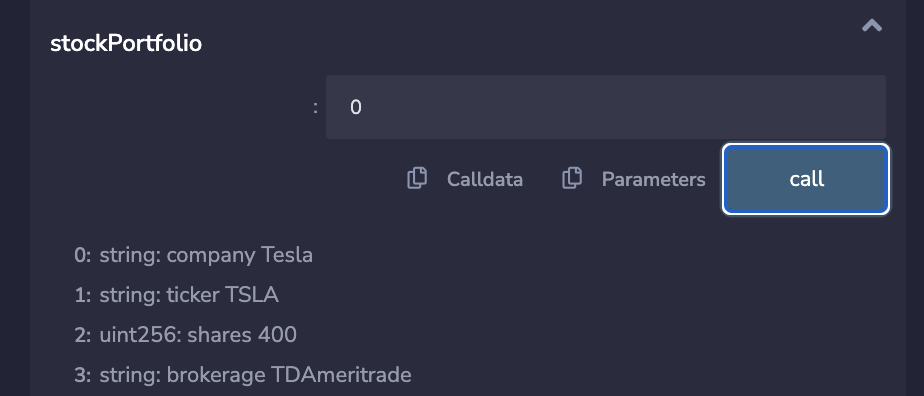 stockPortfolio
: 0
Calldata Parameters call
0: string: company Tesla
1: string: ticker TSLA
2: uint256: shares 400
3: string: brokerage TDAmeritrade